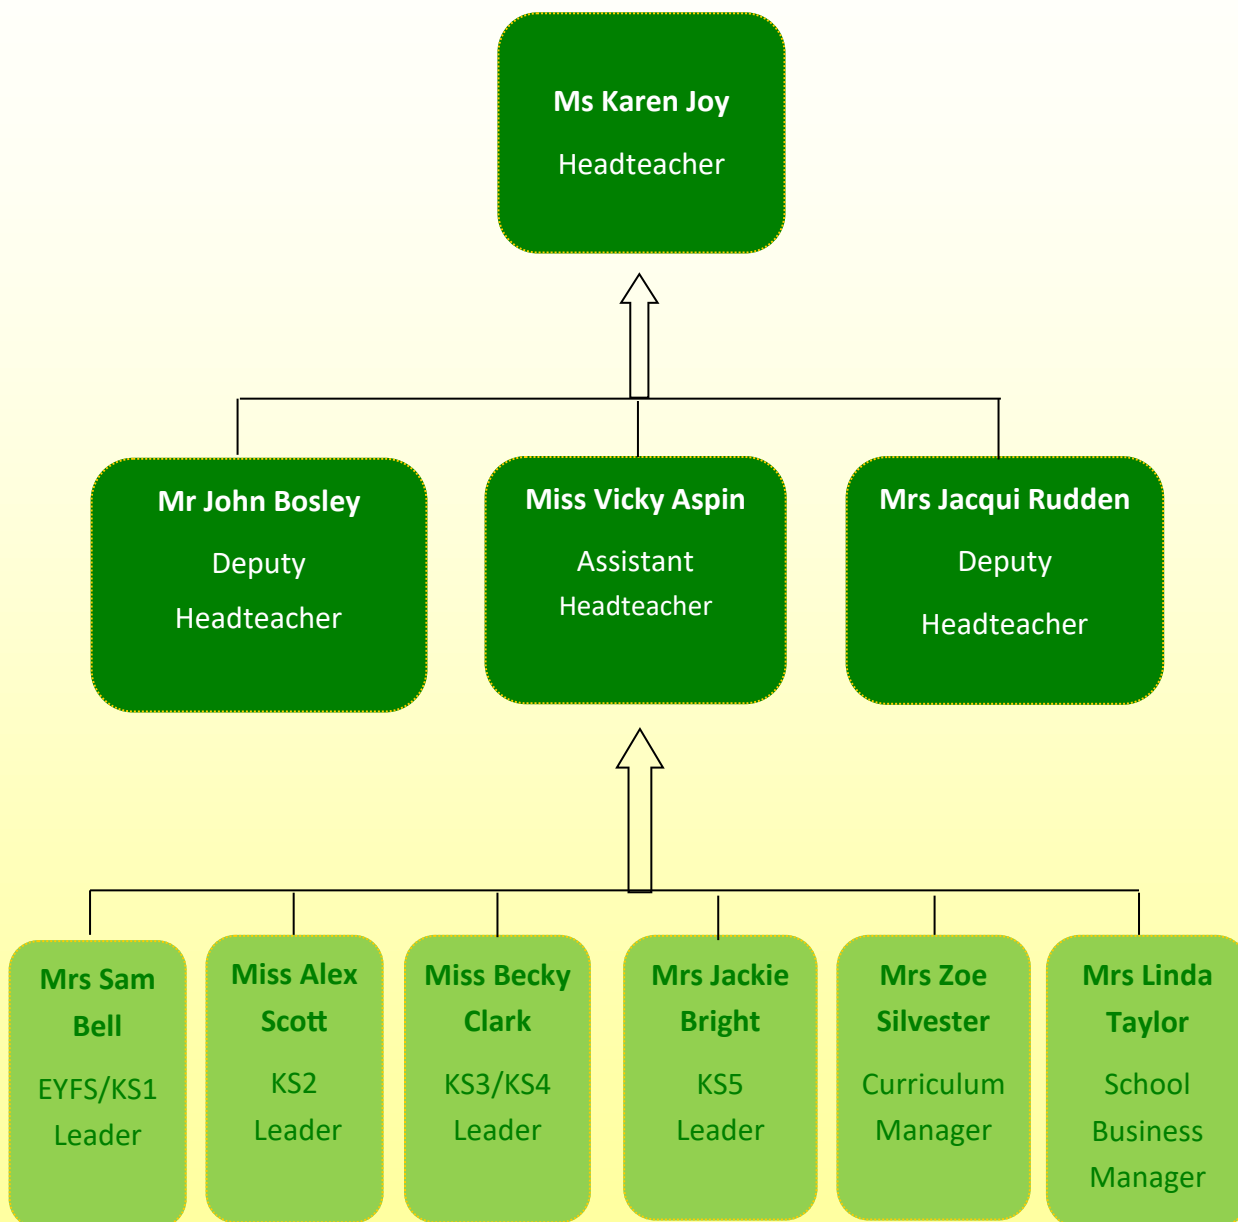 Ms Karen Joy
Headteacher
Mr John Bosley
Deputy
Headteacher
Miss Vicky Aspin
Assistant
Headteacher
Mrs Jacqui Rudden
Deputy
Headteacher
Mrs Sam
Bell
EYFS/KS1
Leader
Miss Alex
Scott
KS2
Leader
Miss Becky
Clark
KS3/KS4
Leader
Mrs Jackie
Bright
KS5
Leader
Mrs Zoe
Silvester
Curriculum
Manager
Mrs Linda
Taylor
School
Business
Manager